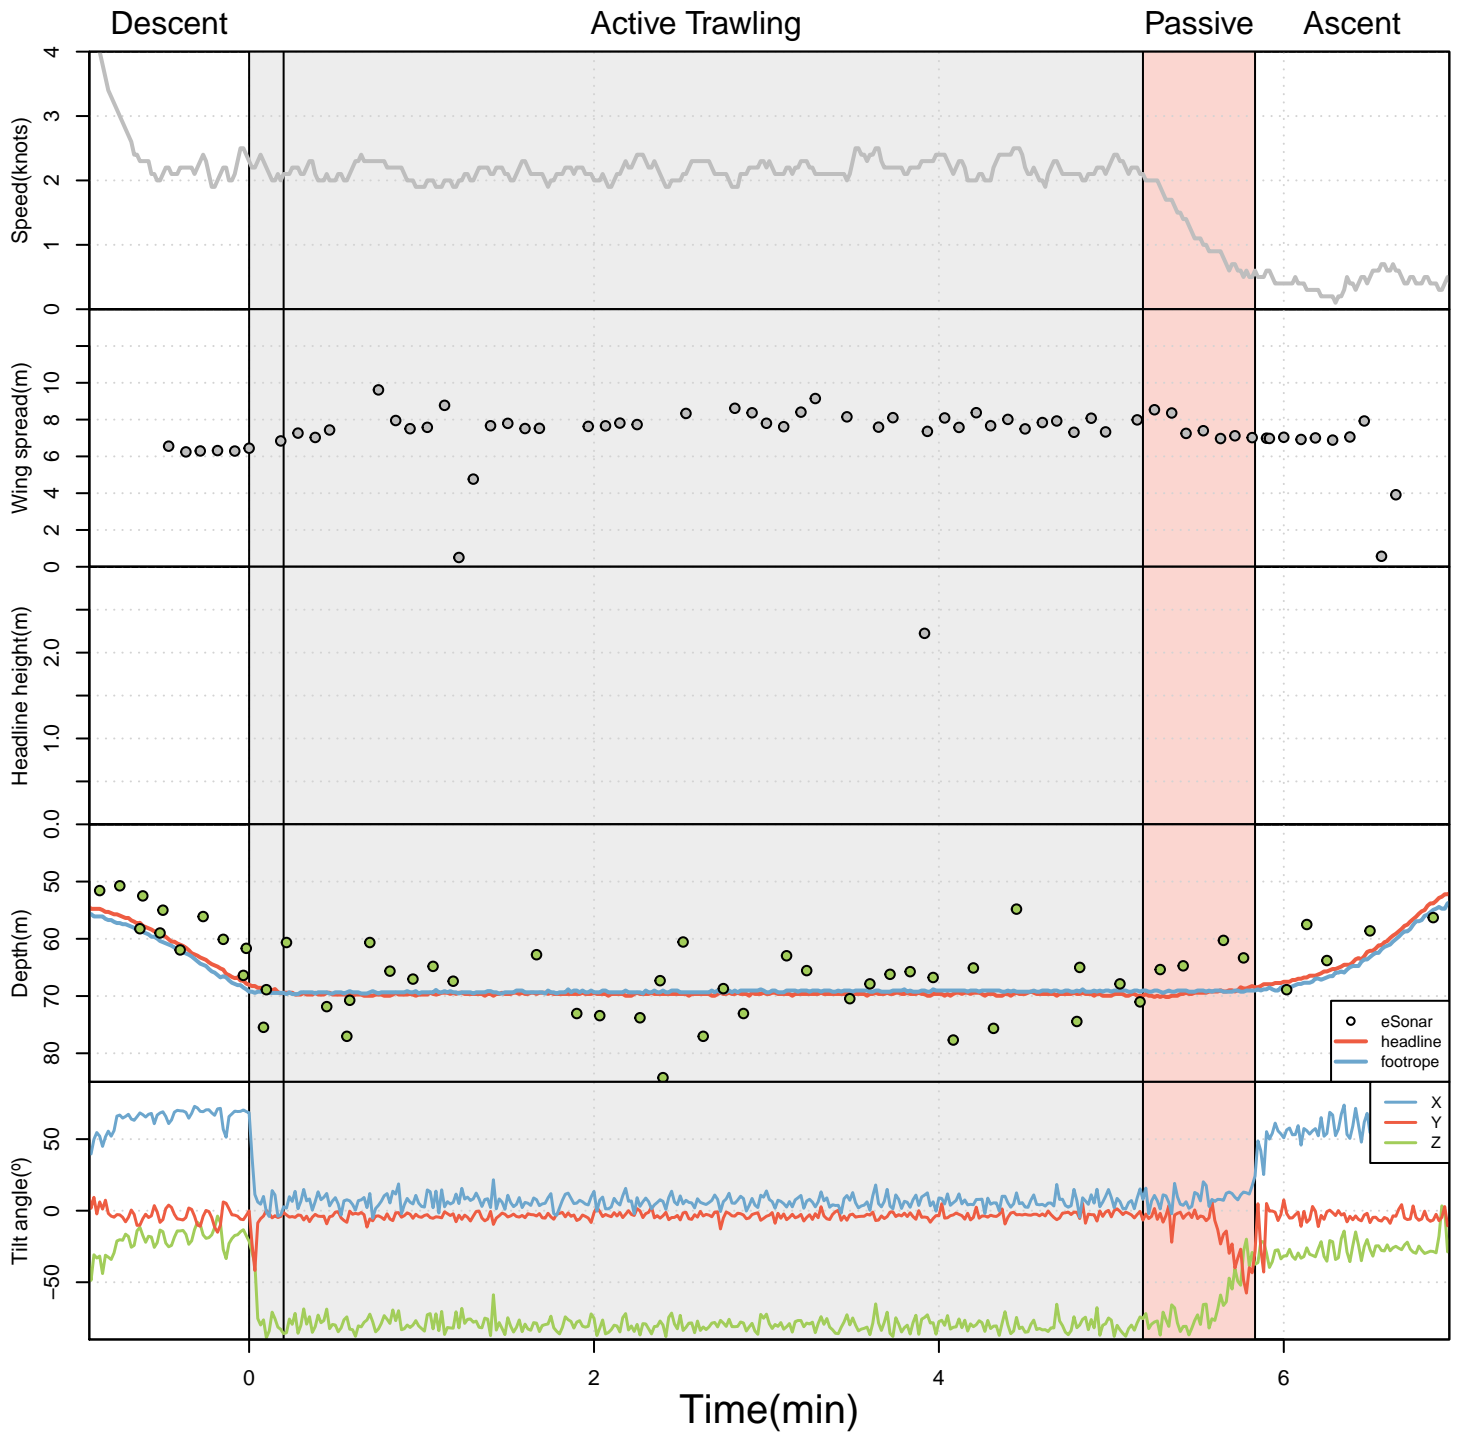 Descent Active Trawling Passive Ascent
Speed(knots)
4
3
2
1
0
Wing spread(m)
10
8
6
4
2
0
Headline height(m)
2.0
1.0
0.0
Depth(m)
50
60
70
80
eSonar
headline
footrope
Tilt angle(º)
50
0
−50
X
Y
Z
0 2 4 6
Time(min)